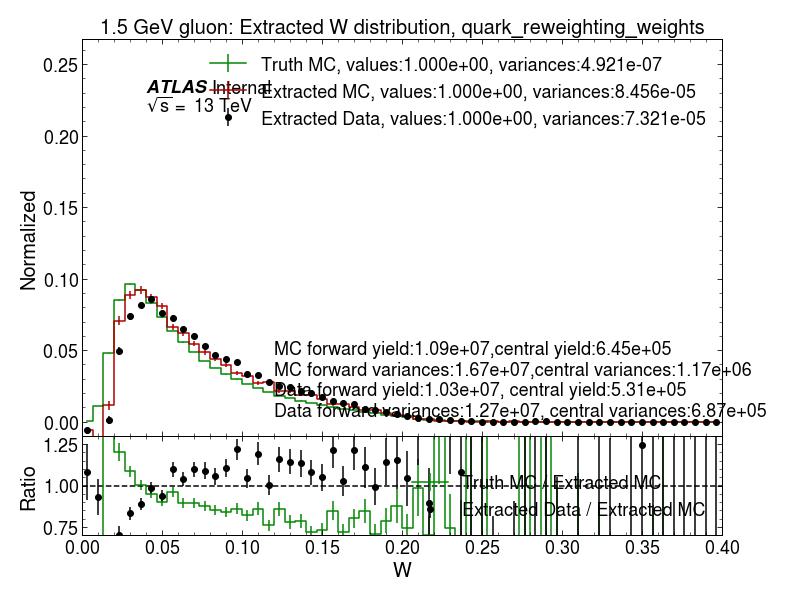 1.5 GeV gluon: Extracted W distribution, quark_reweighting_weights
Truth MC, values:1.000e+00, variances:4.921e-07
ATLAS Internal
Extracted MC, values:1.000e+00, variances:8.456e-05
√s = 13 TeV
Extracted Data, values:1.000e+00, variances:7.321e-05
Normalized
0.25
0.20
0.15
0.10
0.05
0.00
MC forward yield:1.09e+07,central yield:6.45e+05
MC forward variances:1.67e+07,central variances:1.17e+06
Data forward yield:1.03e+07, central yield:5.31e+05
Data forward variances:1.27e+07, central variances:6.87e+05
Ratio
1.25
1.00
0.75
Truth MC / Extracted MC
Extracted Data / Extracted MC
0.00 0.05 0.10 0.15 0.20 0.25 0.30 0.35 0.40
W